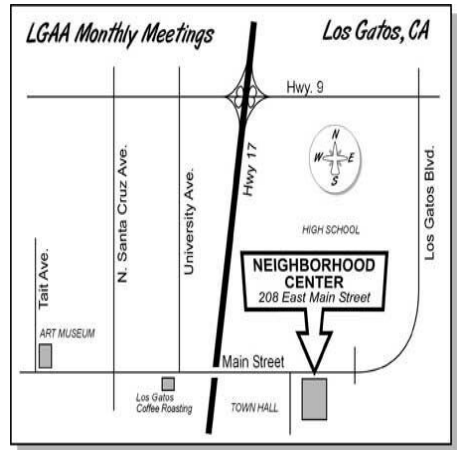 LGAA Monthly Meetings
Los Gatos, CA
Hwy. 9
N
W E
S
Hwy 17
Tait Ave.
N. Santa Cruz Ave.
University Ave.
Los Gatos Blvd.
HIGH SCHOOL
NEIGHBORHOOD
CENTER
208 East Main Street
ART MUSEUM
Main Street
Los Gatos
Coffee Roasting
TOWN HALL